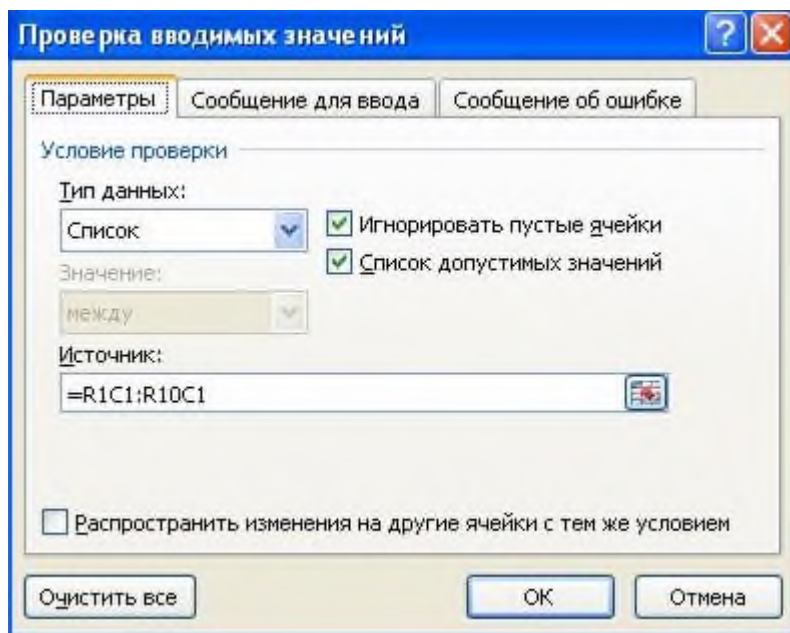 Проверка вводимых значений
Параметры
Сообщение для ввода
Сообщение об ошибке
Условие проверки
Тип данных:
Список
Игнорировать пустые ячейки
Список допустимых значений
Значение:
между
Источник:
=R1C1:R10C1
Распространить изменения на другие ячейки с тем же условием
Очистить все
ОК
Отмена